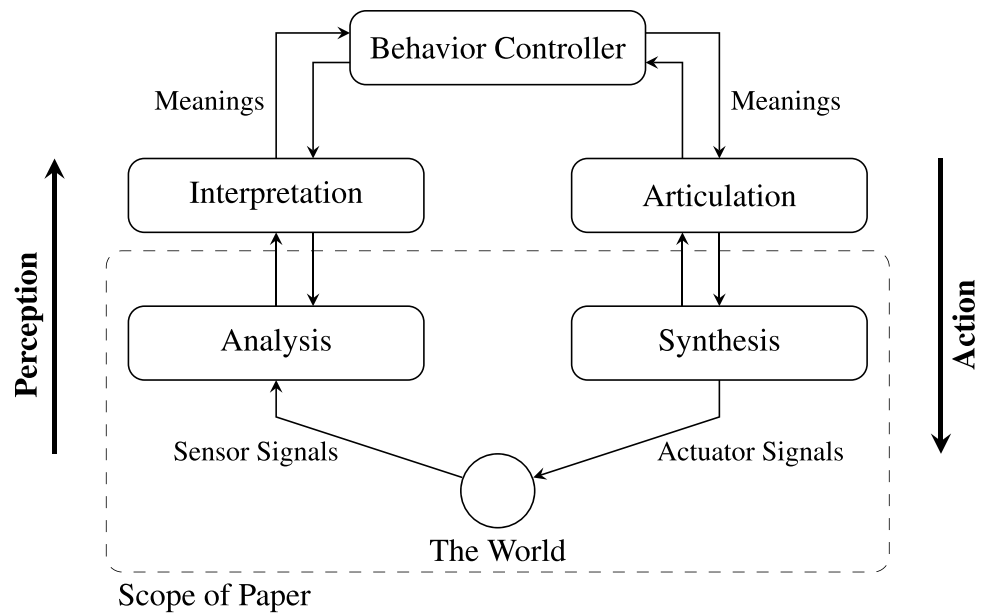 Behavior Controller
Meanings
Meanings
Interpretation
Articulation
Perception
Action
Analysis
Synthesis
Sensor Signals
Actuator Signals
The World
Scope of Paper